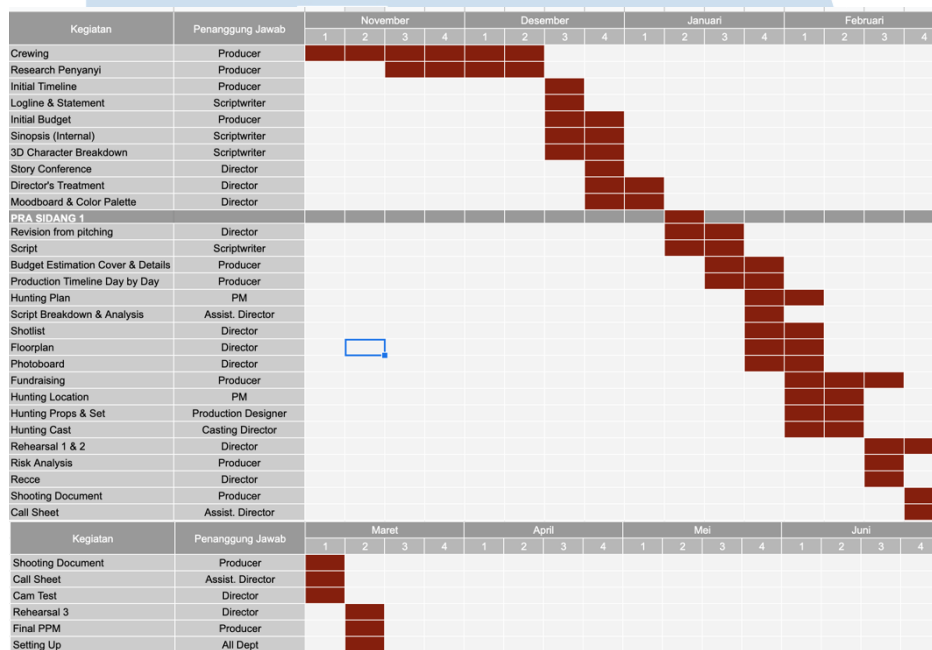 Kegiatan Penanggung Jawab November Desember Januari Februari
1 2 3 4 1 2 3 4 1 2 3 4 1 2 3 4
Crewing Producer
Research Penyanyi Producer
Initial Timeline Producer
Logline & Statement Scriptwriter
Initial Budget Producer
Sinopsis (Internal) Scriptwriter
3D Character Breakdown Scriptwriter
Story Conference Director
Director's Treatment Director
Moodboard & Color Palette Director
PRA SIDANG 1
Revision from pitching Director
Script Scriptwriter
Budget Estimation Cover & Details Producer
Production Timeline Day by Day Producer
Hunting Plan PM
Script Breakdown & Analysis Assist. Director
Shotlist Director
Floorplan Director
Photoboard Director
Fundraising Producer
Hunting Location PM
Hunting Props & Set Production Designer
Hunting Cast Casting Director
Rehearsal 1 & 2 Director
Risk Analysis Producer
Recce Director
Shooting Document Producer
Call Sheet Assist. Director
Kegiatan Penanggung Jawab Maret April Mei Juni
1 2 3 4 1 2 3 4 1 2 3 4 1 2 3 4
Shooting Document Producer
Call Sheet Assist. Director
Cam Test Director
Rehearsal 3 Director
Final PPM Producer
Setting Up All Dept